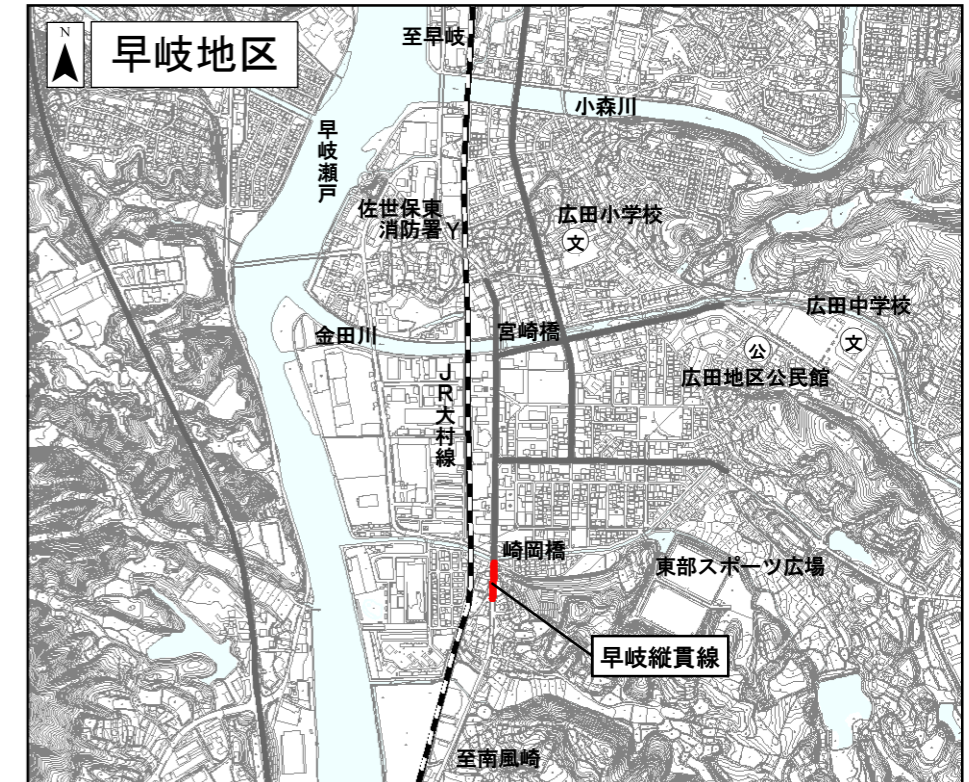 N
早岐地区
至早岐
小森川
早岐瀬戸
佐世保東
消防署
Y
広田小学校
文
広田中学校
文
金田川
宮崎橋
公
広田地区公民館
JR大村線
崎岡橋
東部スポーツ広場
早岐縦貫線
至南風崎